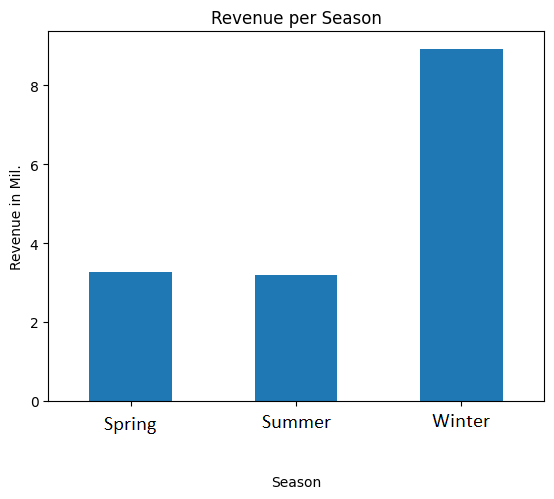 Revenue per Season
Revenue in Mil.
8
6
4
2
0
Spring Summer Winter
Season